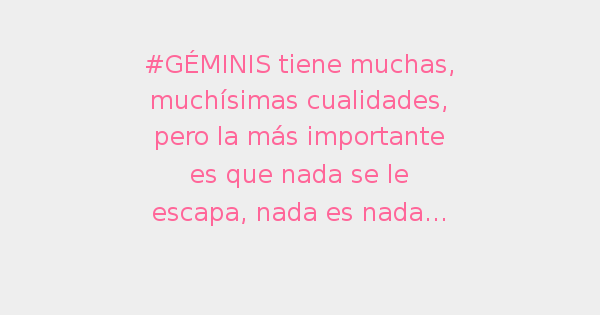 #GÉMINIS tiene muchas,
muchísimas cualidades,
pero la más importante
es que nada se le
escapa, nada es nada...